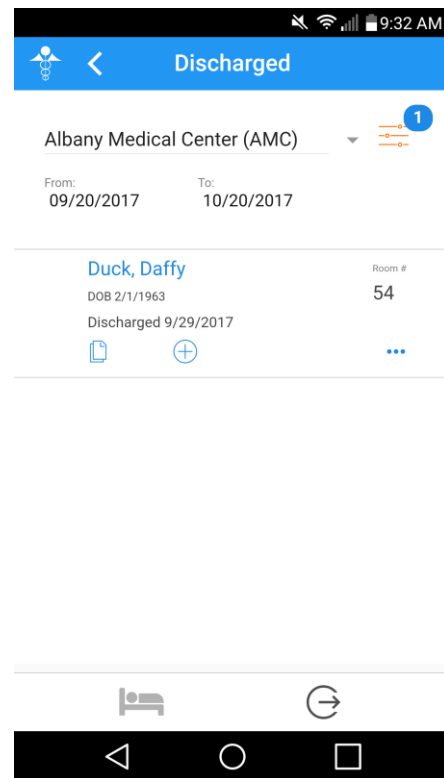 9:32 AM
Discharged
1
Albany Medical Center (AMC)
From: To:
09/20/2017 10/20/2017
Duck, Daffy Room #
DOB 2/1/1963 54
Discharged 9/29/2017